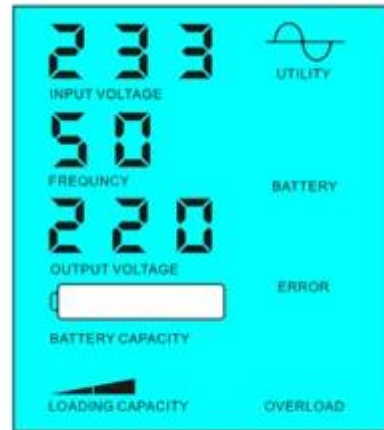 233
UTILITY
INPUT VOLTAGE
50
FREQUNCY
BATTERY
220
OUTPUT VOLTAGE
ERROR
BATTERY CAPACITY
LOADING CAPACITY OVERLOAD